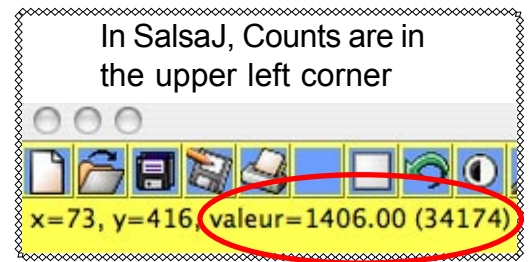 In SalsaJ, Counts are in
the upper left corner
x=73, y=416, valeur=1406.00 (34174)